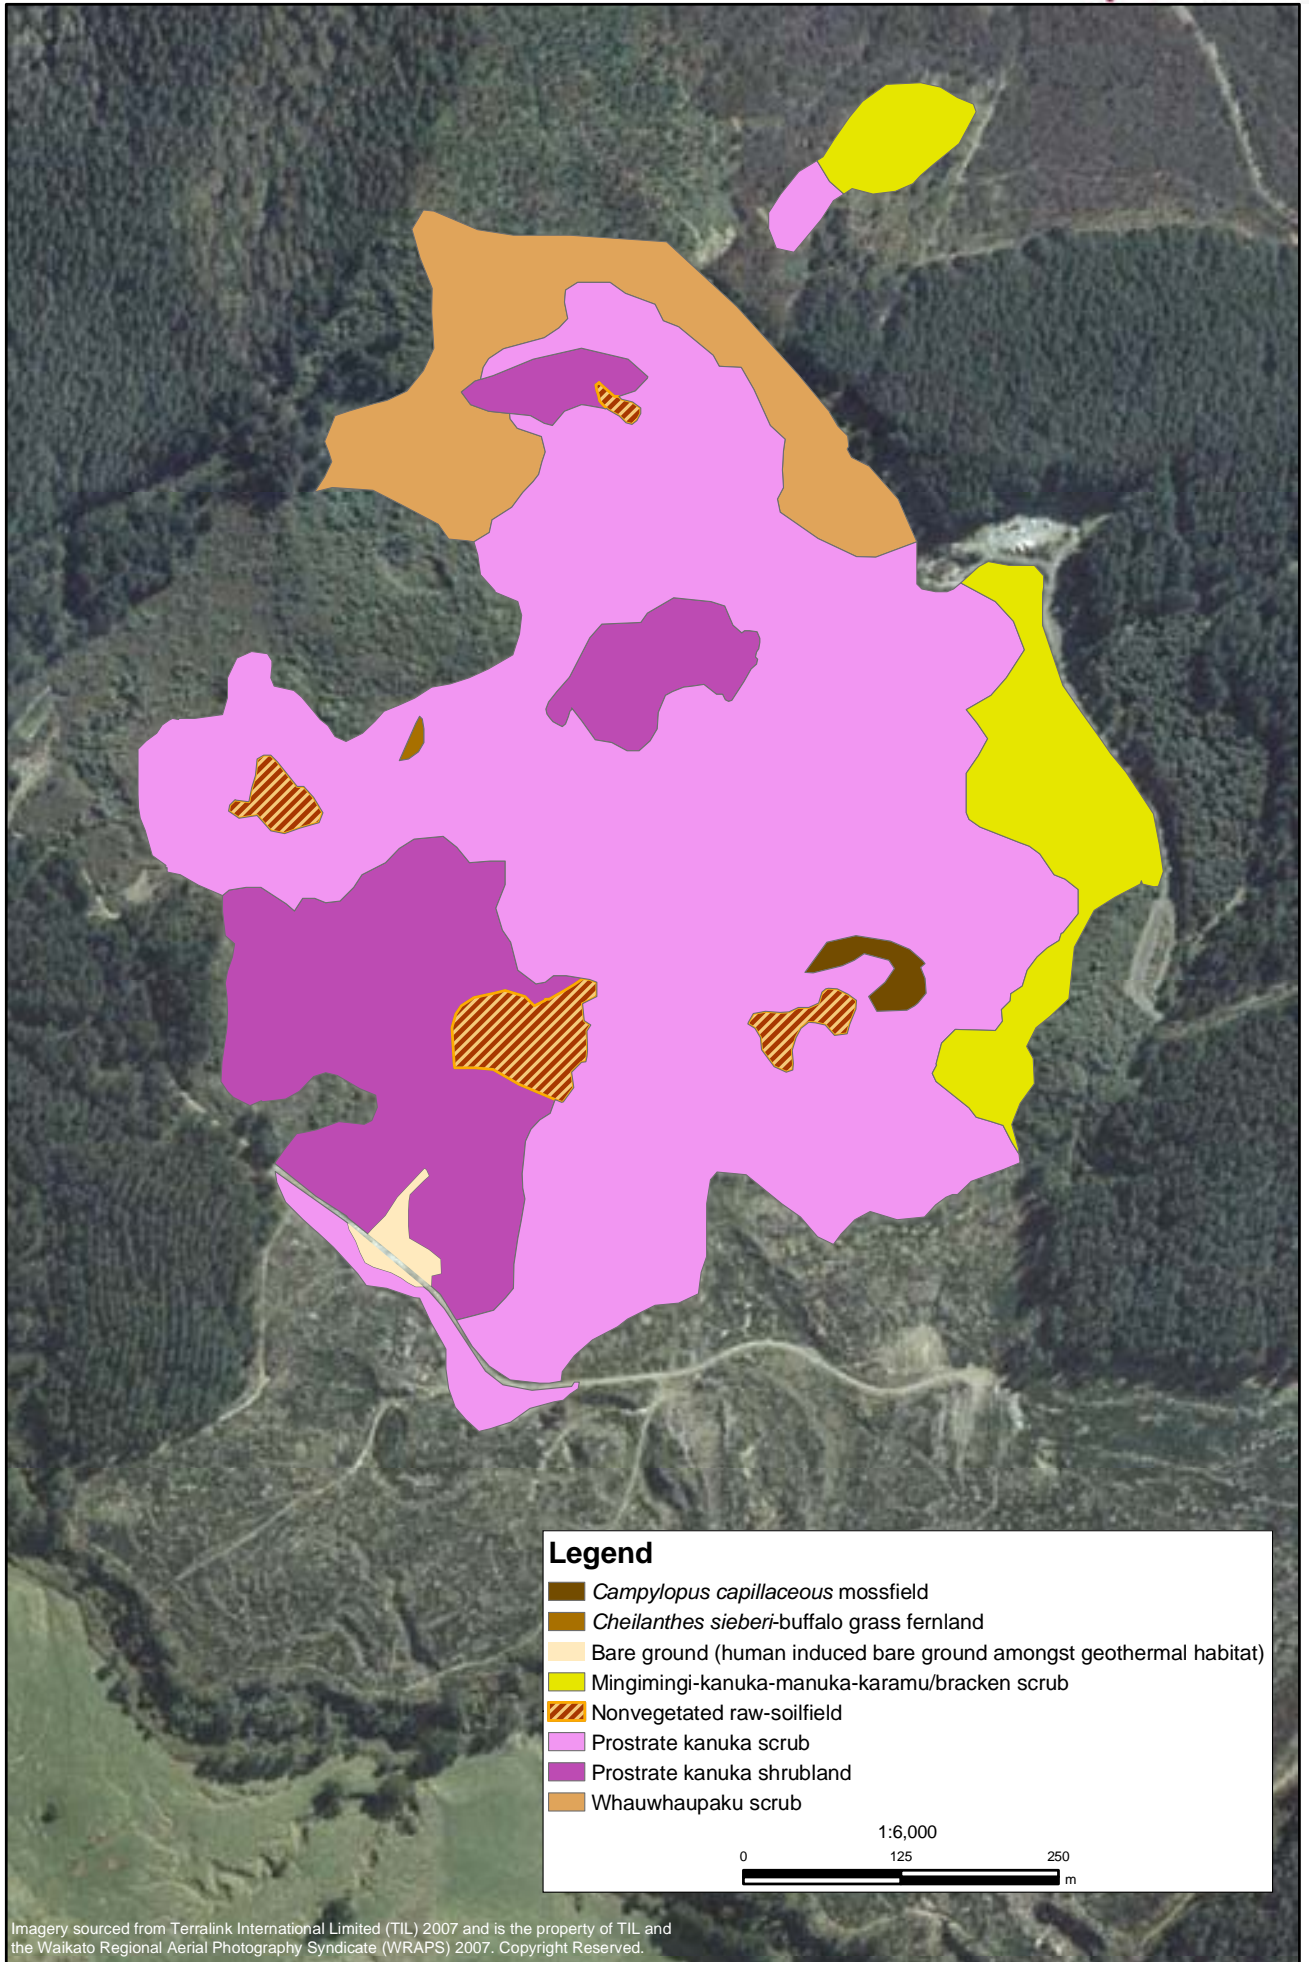 Legend
Campylopus capillaceous mossfield
Cheilanthes sieberi-buffalo grass fernland
Bare ground (human induced bare ground amongst geothermal habitat)
Mingimingi-kanuka-manuka-karamu/bracken scrub
Nonvegetated raw-soilfield
Prostrate kanuka scrub
Prostrate kanuka shrubland
Whauwhaupaku scrub
1:6,000
0 125 250
m
Imagery sourced from Terralink International Limited (TIL) 2007 and is the property of TIL and
the Waikato Regional Aerial Photography Syndicate (WRAPS) 2007. Copyright Reserved.